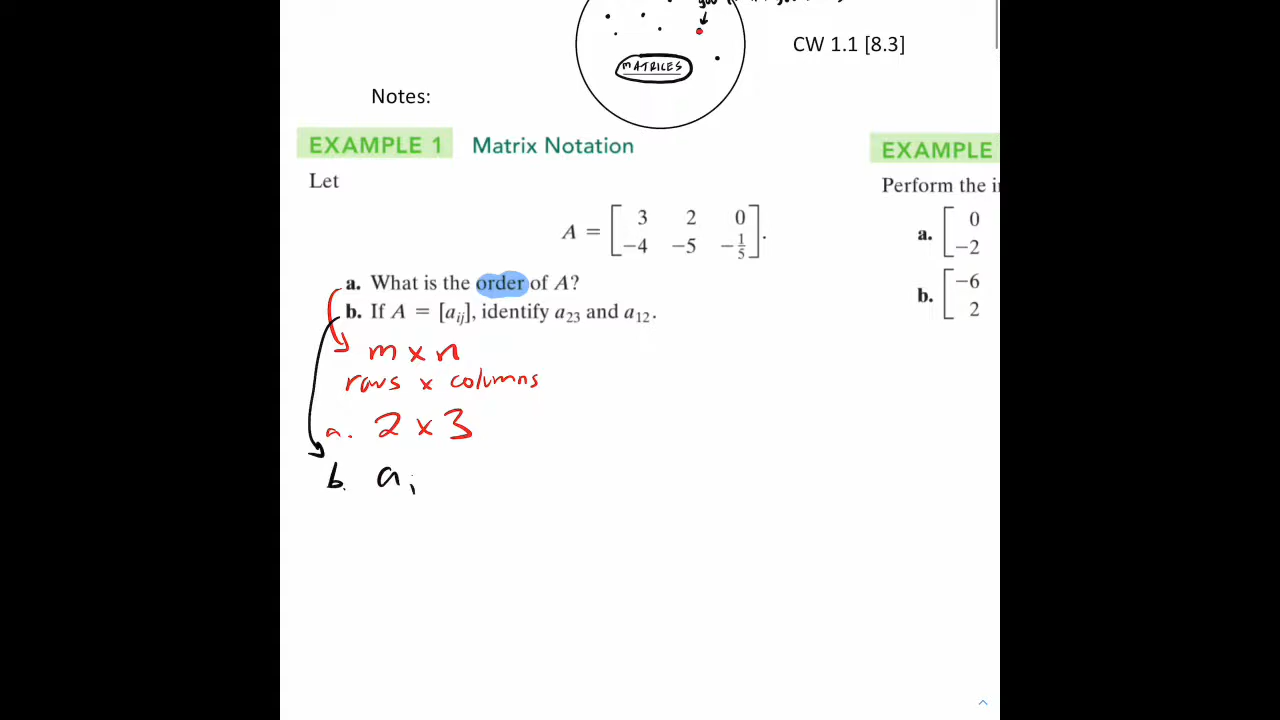 CW 1.1 [8.3]
MATRICES
Notes:
EXAMPLE 1 Matrix Notation
Let
A = [ 3 2 0
-4 -5 -1/5 ].
a. What is the order of A?
b. If A = [aij], identify a23 and a12.
m x n
rows x columns
a. 2 x 3
b. ai
EXAMPLE
Perform the i
a. [ 0
-2
b. [ -6
2